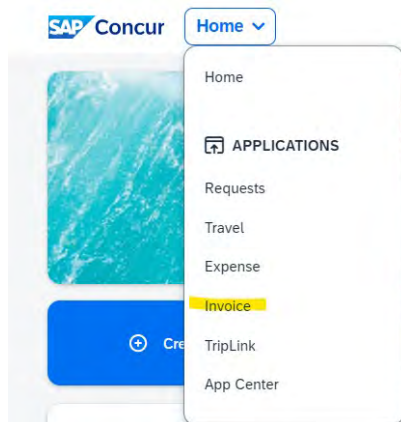 SAP Concur Home
Home
APPLICATIONS
Requests
Travel
Expense
Invoice
TripLink
App Center